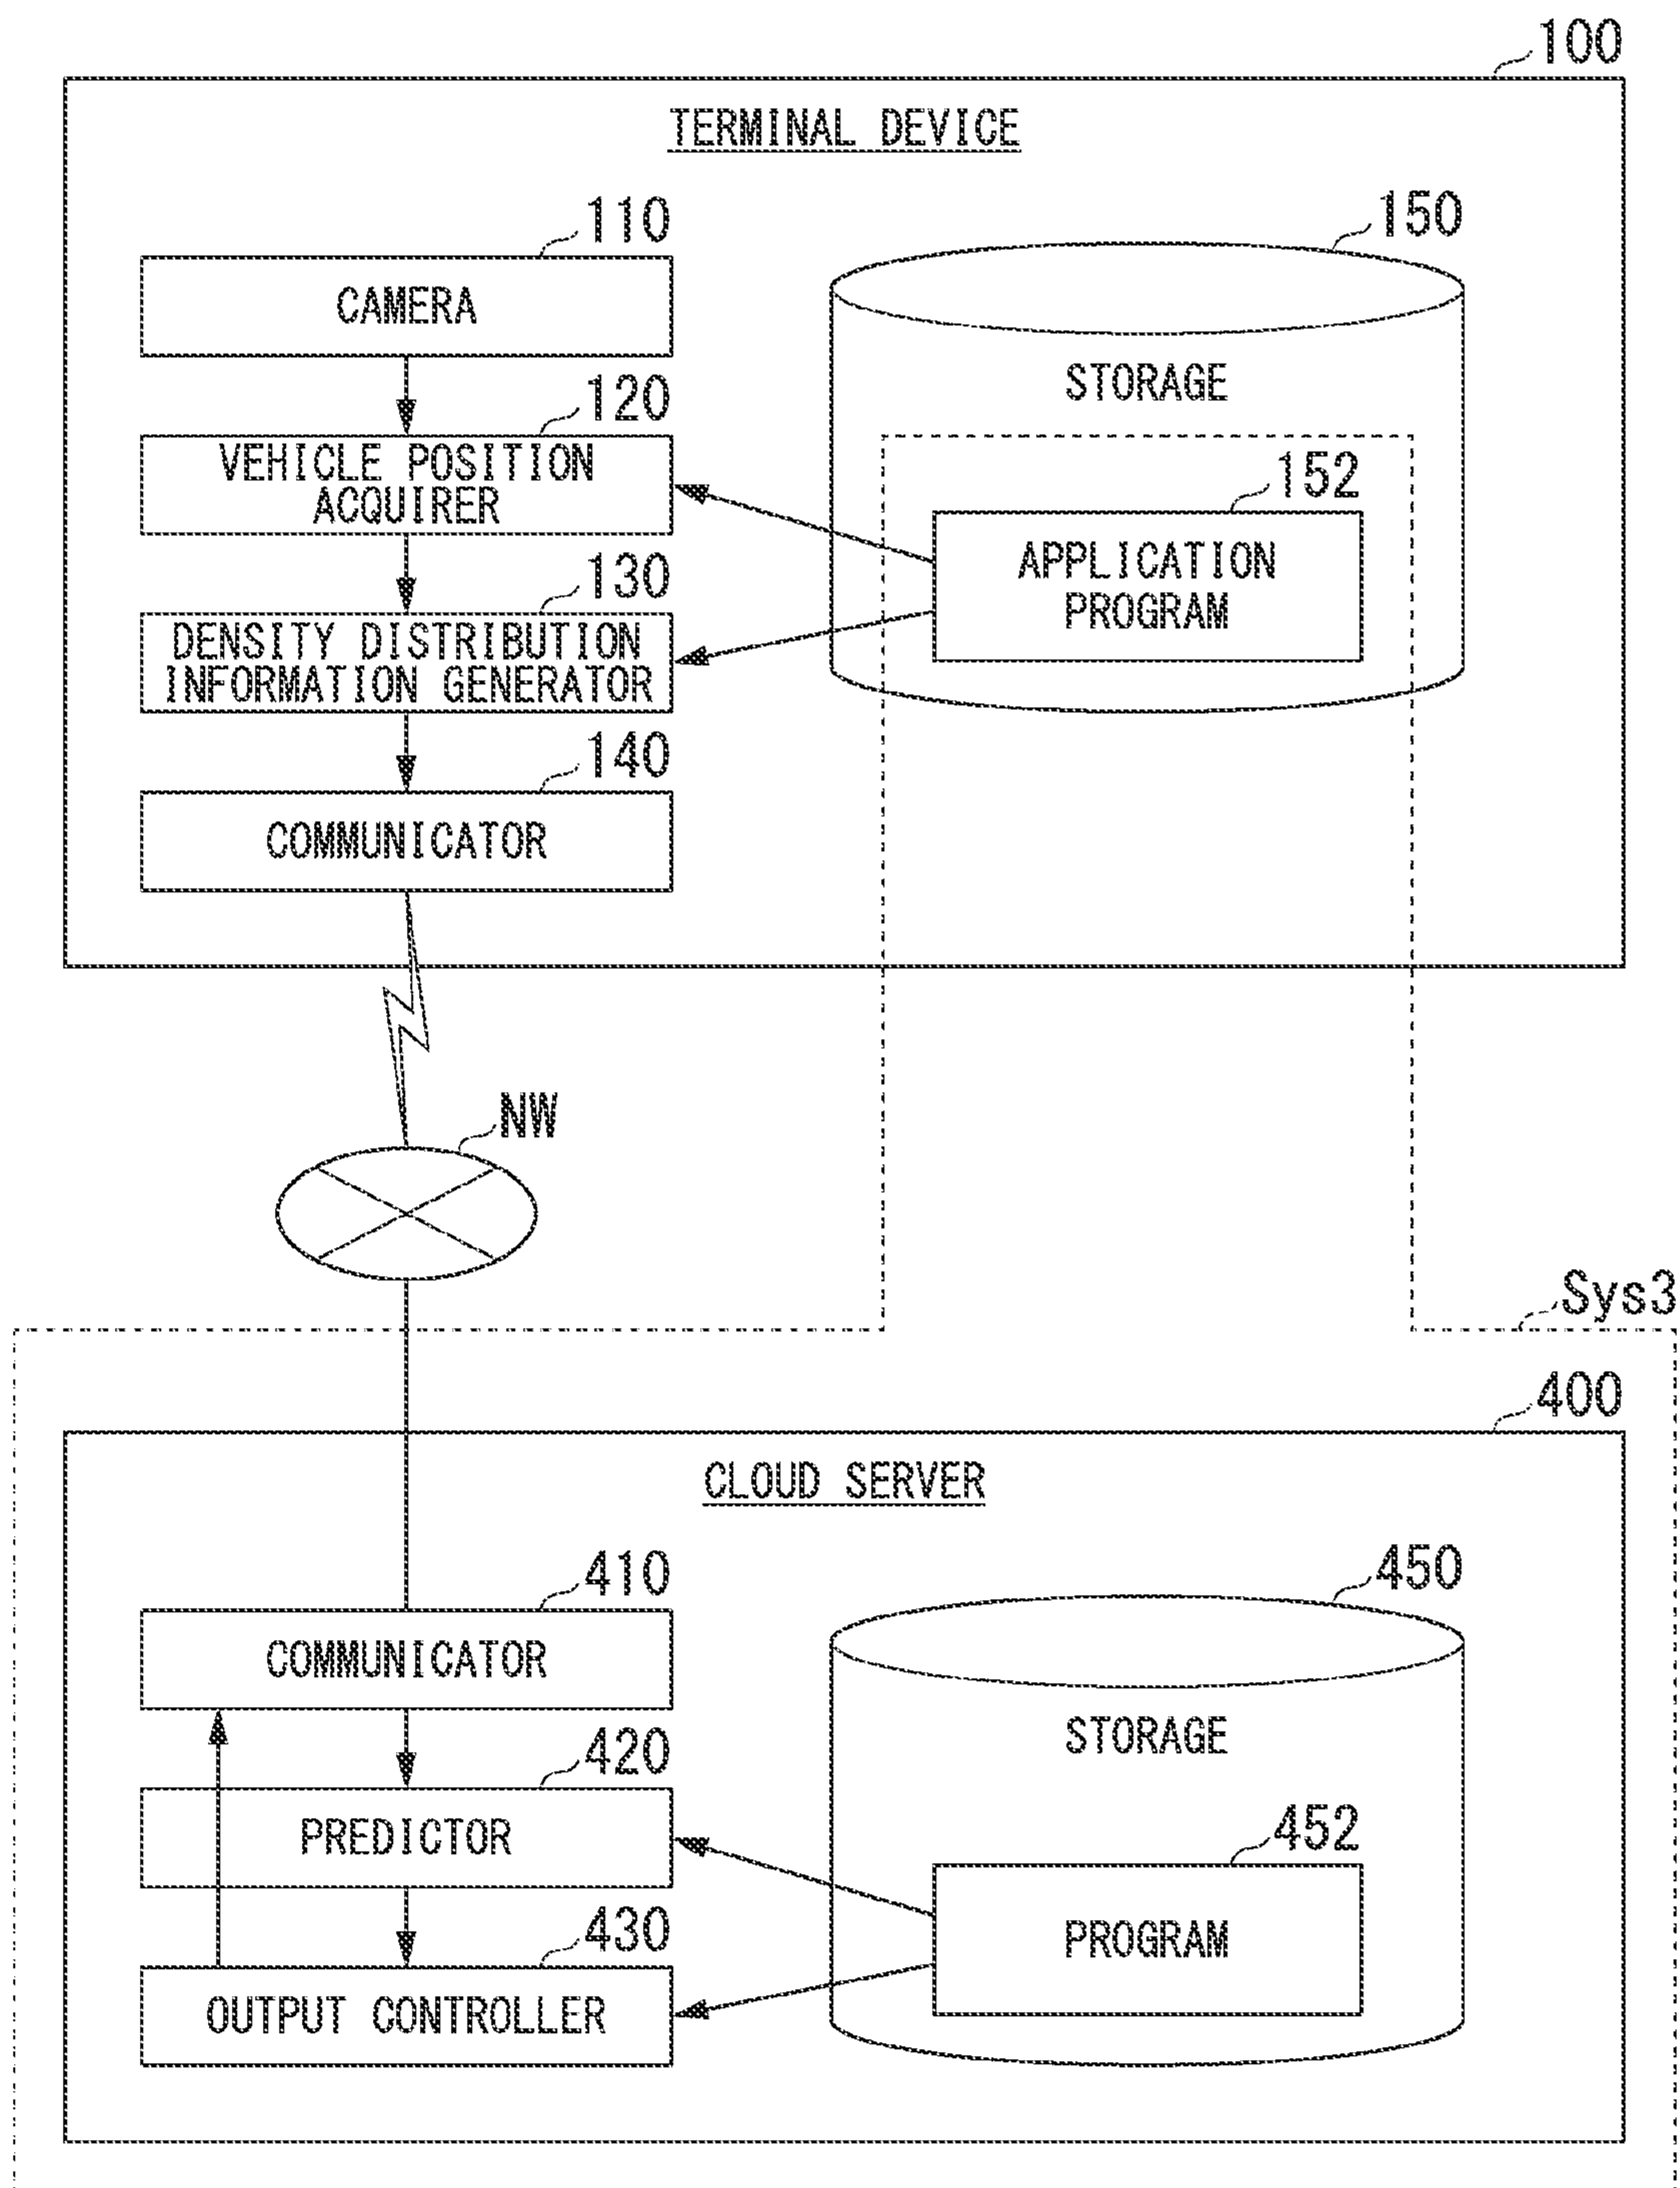 100
TERMINAL DEVICE
110
CAMERA
150
STORAGE
120
VEHICLE POSITION
ACQUIRER
152
APPLICATION
PROGRAM
130
DENSITY DISTRIBUTION
INFORMATION GENERATOR
140
COMMUNICATOR
NW
Sys3
400
CLOUD SERVER
410
COMMUNICATOR
450
STORAGE
420
PREDICTOR
452
PROGRAM
430
OUTPUT CONTROLLER